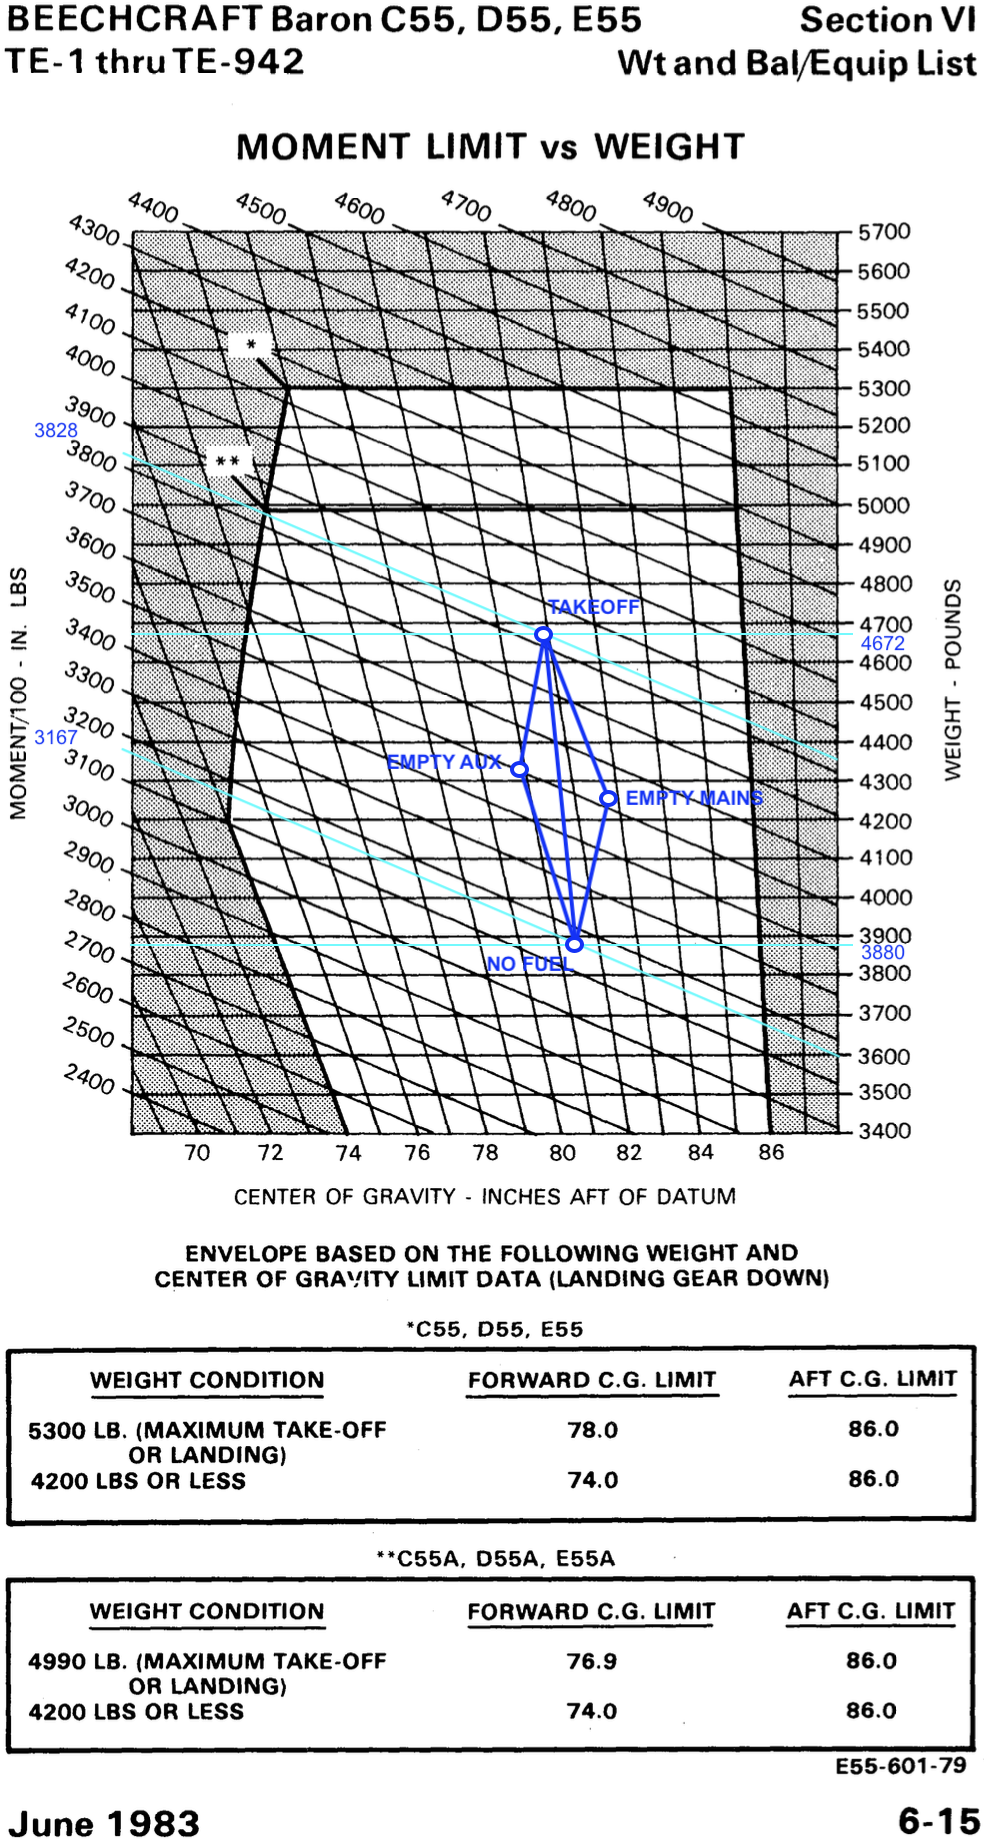 BEECHCRAFT Baron C55, D55, E55 Section VI
TE-1 thru TE-942 Wt and Bal/Equip List
MOMENT LIMIT vs WEIGHT
4400 4500 4600 4700 4800 4900
4300
4200
4100
4000
3900
3828
3800
3700
3600
3500
3400
3300
3200
3167
3100
3000
2900
2800
2700
2600
2500
2400
MOMENT/100 - IN. LBS
*
**
TAKEOFF
EMPTY AUX
EMPTY MAINS
NO FUEL
5700
5600
5500
5400
5300
5200
5100
5000
4900
4800
4700
4672
4600
4500
4400
4300
4200
4100
4000
3900
3880
3800
3700
3600
3500
3400
WEIGHT - POUNDS
70 72 74 76 78 80 82 84 86
CENTER OF GRAVITY - INCHES AFT OF DATUM
ENVELOPE BASED ON THE FOLLOWING WEIGHT AND
CENTER OF GRAVITY LIMIT DATA (LANDING GEAR DOWN)
*C55, D55, E55
WEIGHT CONDITION FORWARD C.G. LIMIT AFT C.G. LIMIT
5300 LB. (MAXIMUM TAKE-OFF 78.0 86.0
OR LANDING)
4200 LBS OR LESS 74.0 86.0
**C55A, D55A, E55A
WEIGHT CONDITION FORWARD C.G. LIMIT AFT C.G. LIMIT
4990 LB. (MAXIMUM TAKE-OFF 76.9 86.0
OR LANDING)
4200 LBS OR LESS 74.0 86.0
E55-601-79
June 1983 6-15